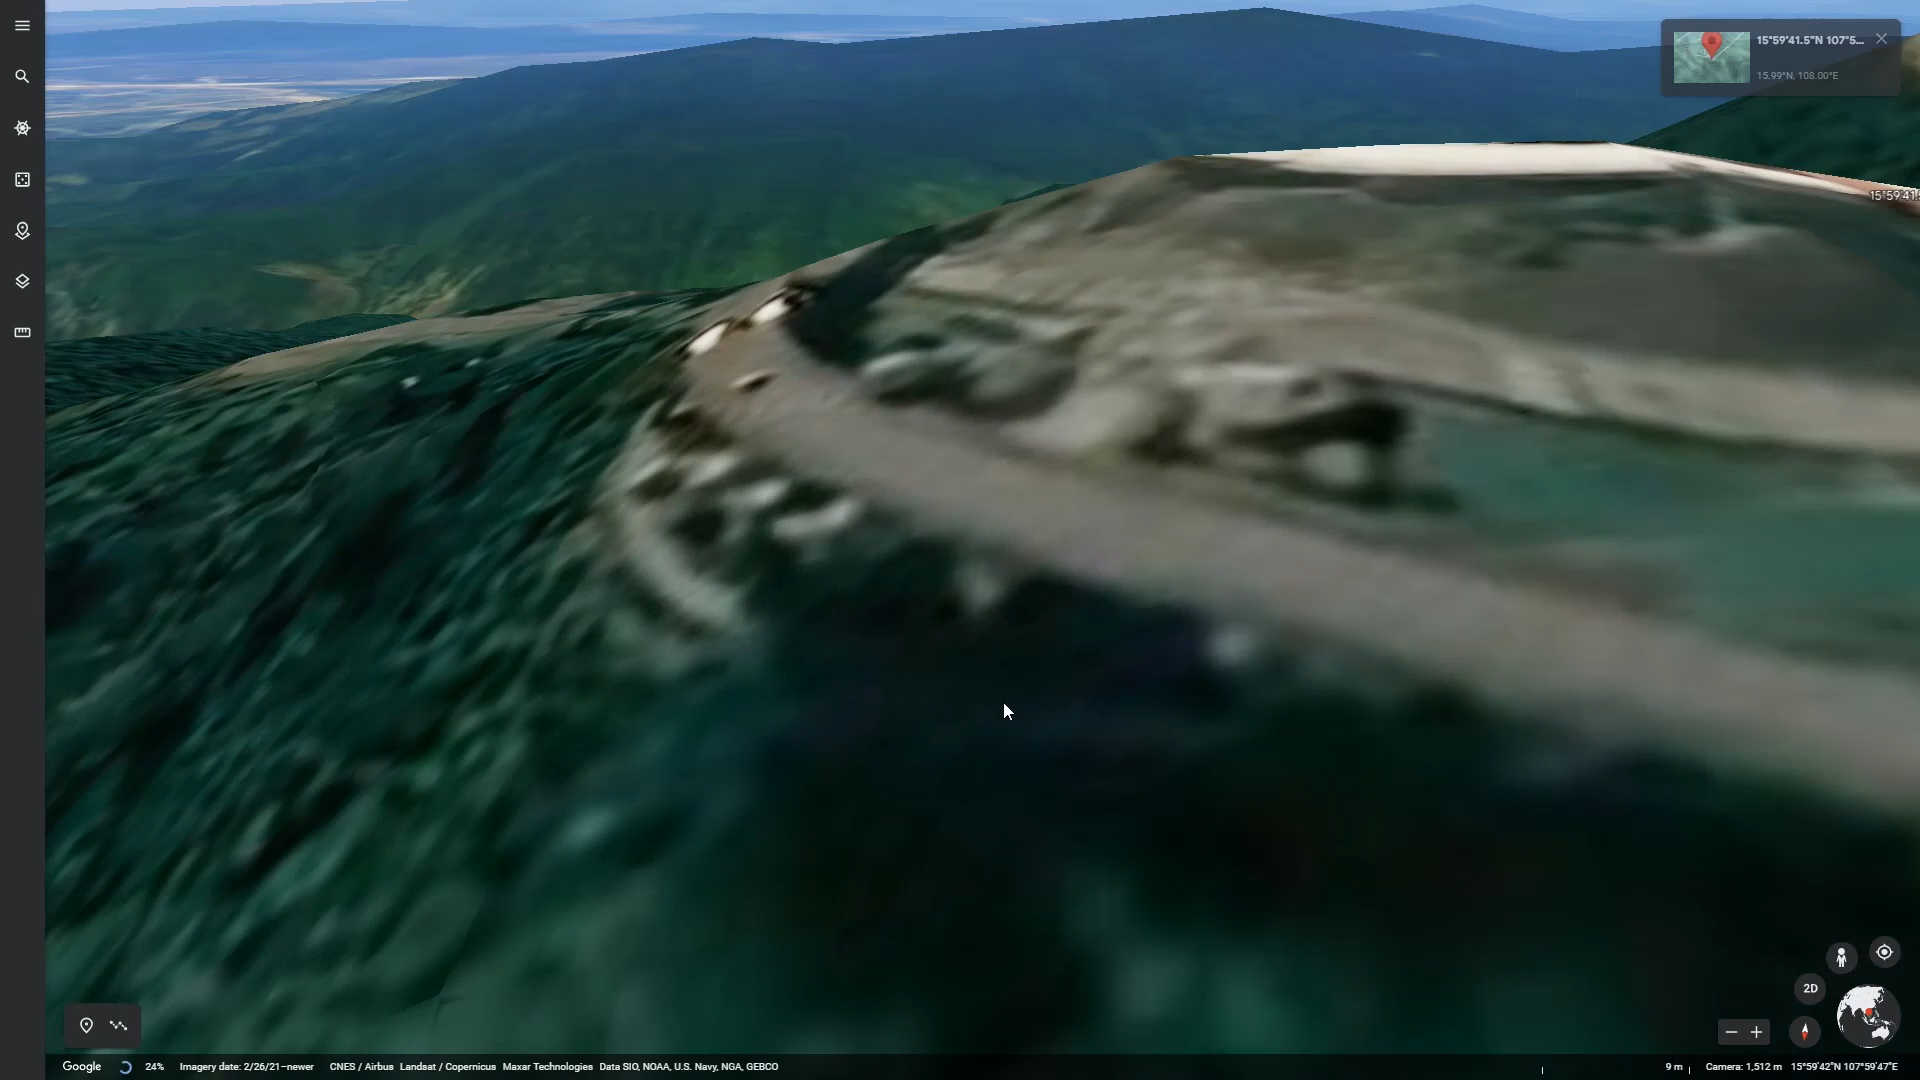 15°59'41.5"N 107°5...
15.99°N, 108.00°E
15°59'41.
2D
Google
24%
Imagery date: 2/26/21–newer
CNES / Airbus Landsat / Copernicus Maxar Technologies Data SIO, NOAA, U.S. Navy, NGA, GEBCO
9 m
Camera: 1,512 m 15°59'42"N 107°59'47"E